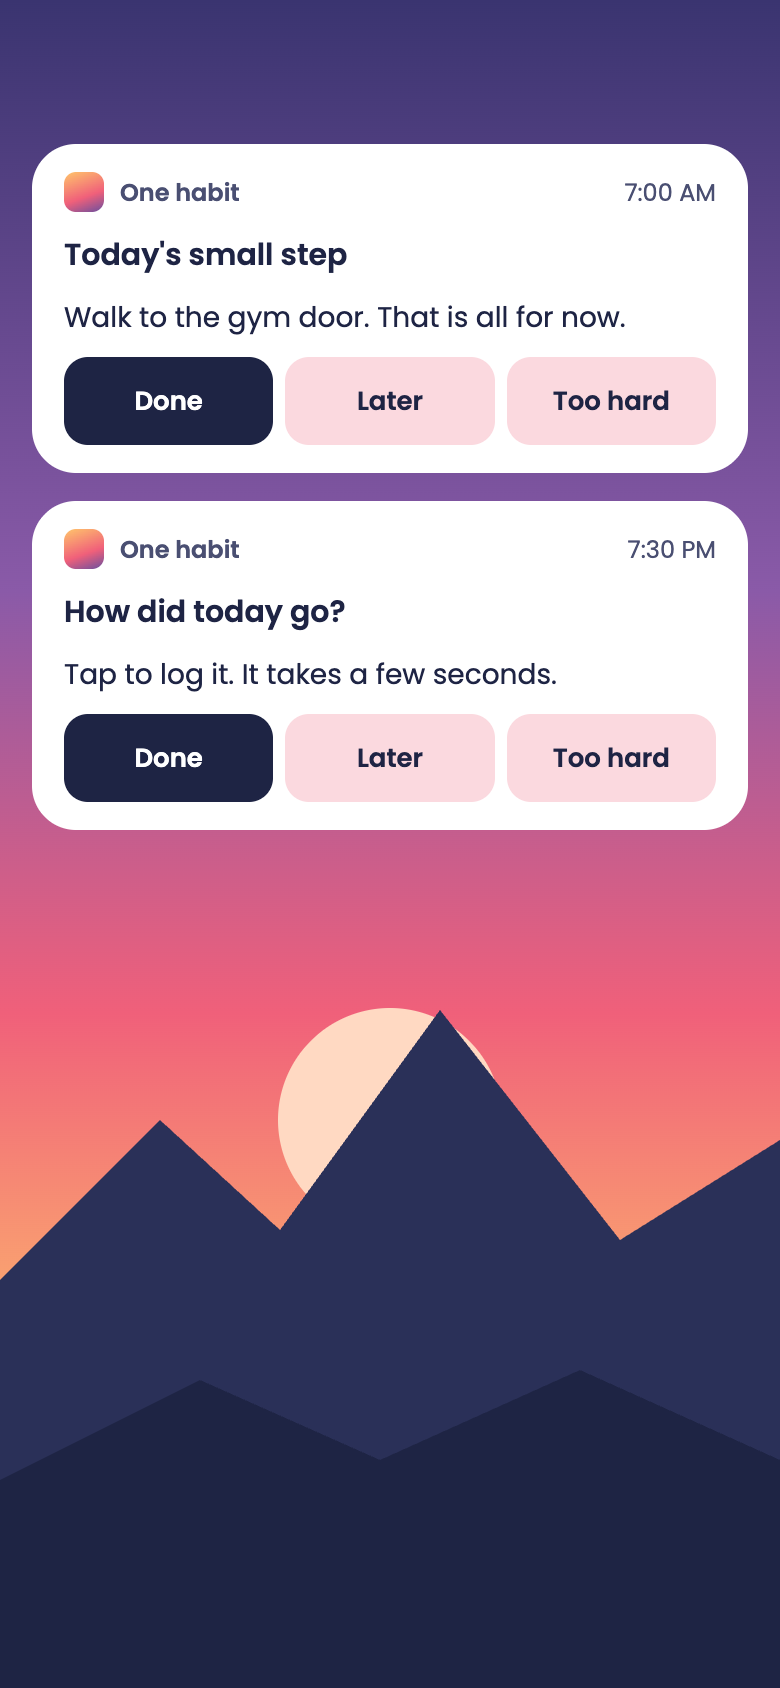 One habit 7:00 AM
Today's small step
Walk to the gym door. That is all for now.
Done Later Too hard
One habit 7:30 PM
How did today go?
Tap to log it. It takes a few seconds.
Done Later Too hard